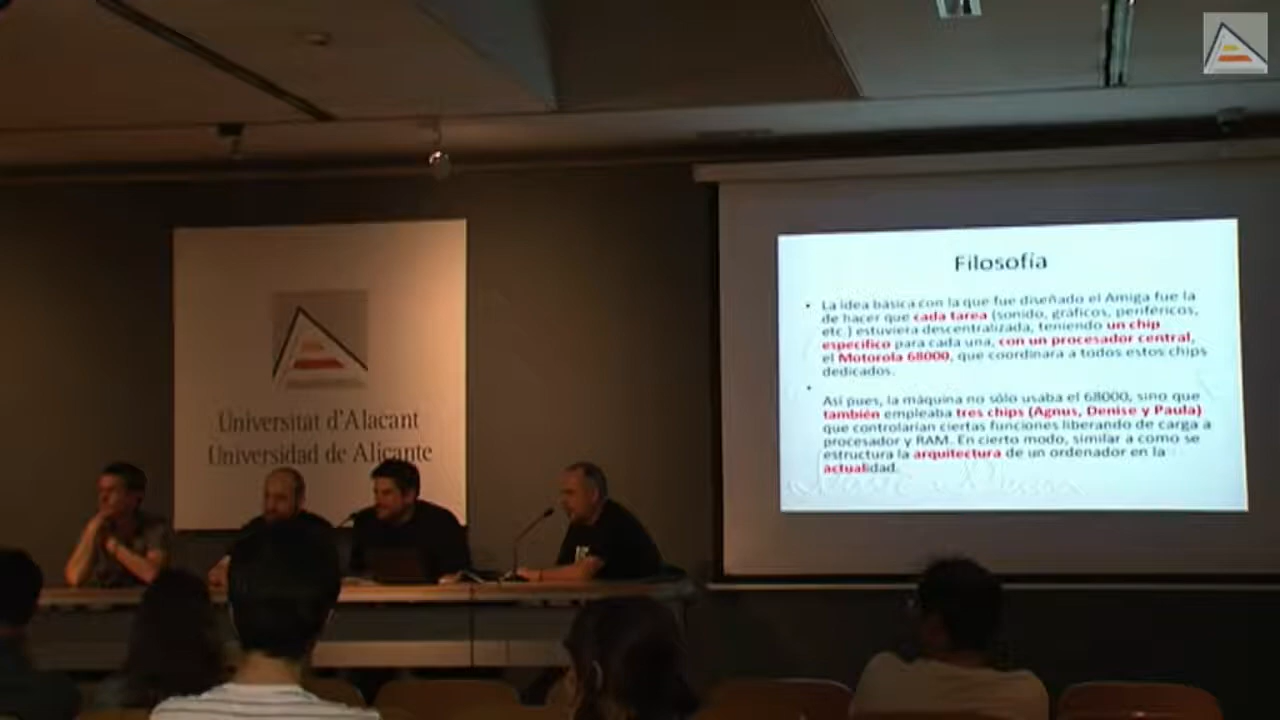 Universitat d'Alacant
Universidad de Alicante
Filosofía
• La idea básica con la que fue diseñado el Amiga fue la
de hacer que cada tarea (sonido, gráficos, periféricos,
etc.) estuviera descentralizada, teniendo un chip
específico para cada una, con un procesador central,
el Motorola 68000, que coordinara a todos estos chips
dedicados.
•
Así pues, la máquina no sólo usaba el 68000, sino que
también empleaba tres chips (Agnus, Denise y Paula)
que controlarían ciertas funciones liberando de carga a
procesador y RAM. En cierto modo, similar a como se
estructura la arquitectura de un ordenador en la
actualidad.